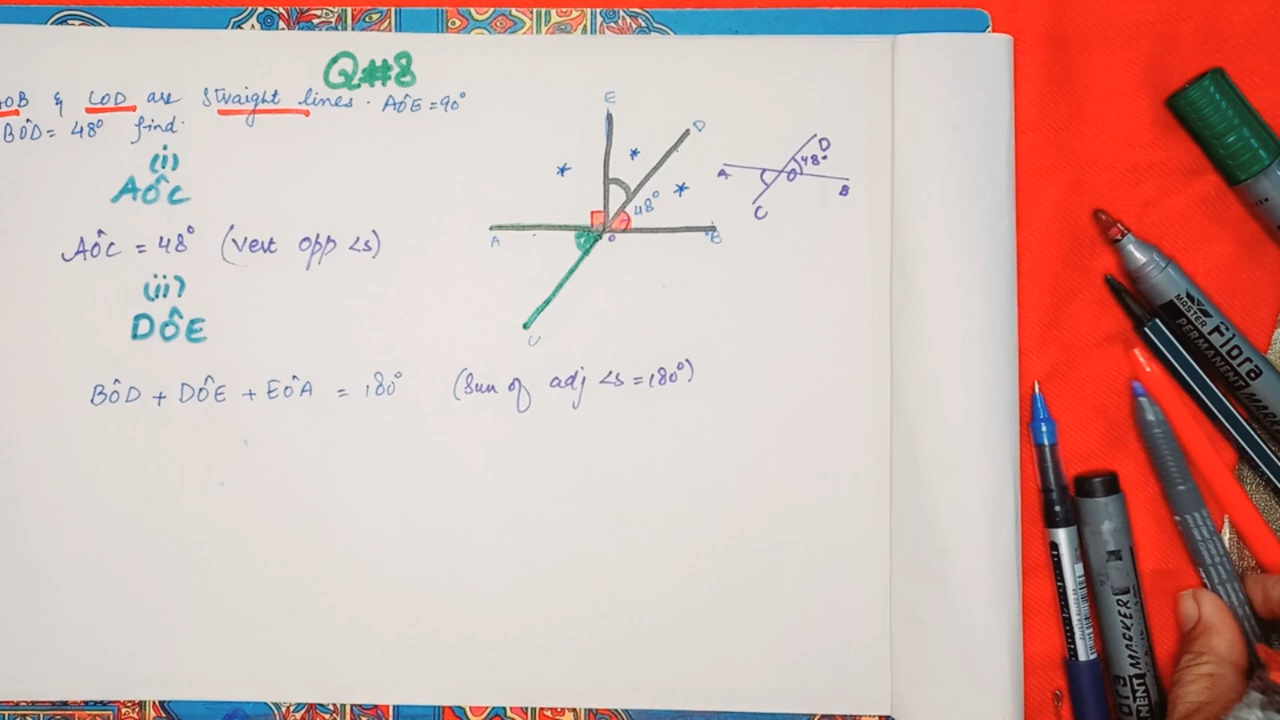 Q#8
OB & COD are straight lines. AÔE = 90°
BÔD = 48° find.
(i)
AÔC
AÔC = 48° (vert opp ∠s)
(ii)
DÔE
BÔD + DÔE + EÔA = 180° (Sum of adj ∠s = 180°)
E
D
* * *
48°
A O B
C
D
48°
A O B
C
MASTER Flora
PERMANENT MARK
MARKER